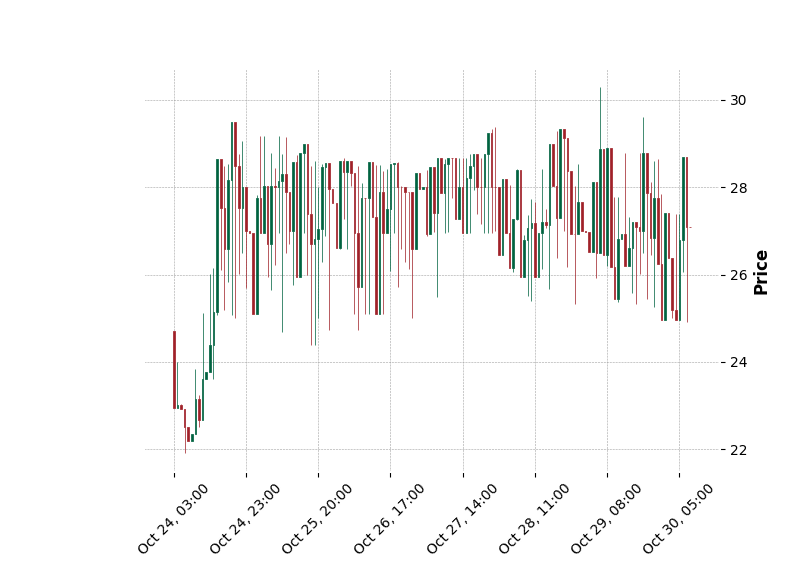 30
28
26
24
22
Price
Oct 24, 03:00
Oct 24, 23:00
Oct 25, 20:00
Oct 26, 17:00
Oct 27, 14:00
Oct 28, 11:00
Oct 29, 08:00
Oct 30, 05:00